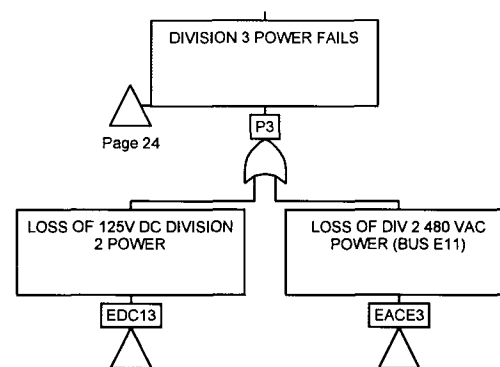 DIVISION 3 POWER FAILS
Page 24
P3
LOSS OF 125V DC DIVISION
2 POWER
LOSS OF DIV 2 480 VAC
POWER (BUS E11)
EDC13
EACE3